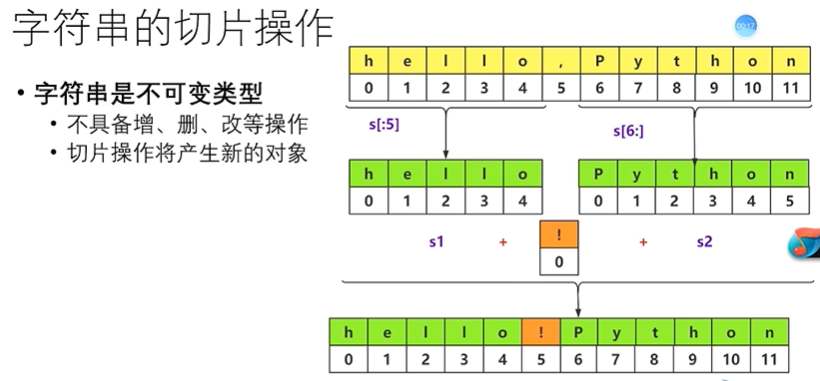 字符串的切片操作
00:17
• 字符串是不可变类型
• 不具备增、删、改等操作
• 切片操作将产生新的对象
h e l l o , P y t h o n
0 1 2 3 4 5 6 7 8 9 10 11
s[:5] s[6:]
h e l l o P y t h o n
0 1 2 3 4 0 1 2 3 4 5
s1 + ! + s2
0
h e l l o ! P y t h o n
0 1 2 3 4 5 6 7 8 9 10 11